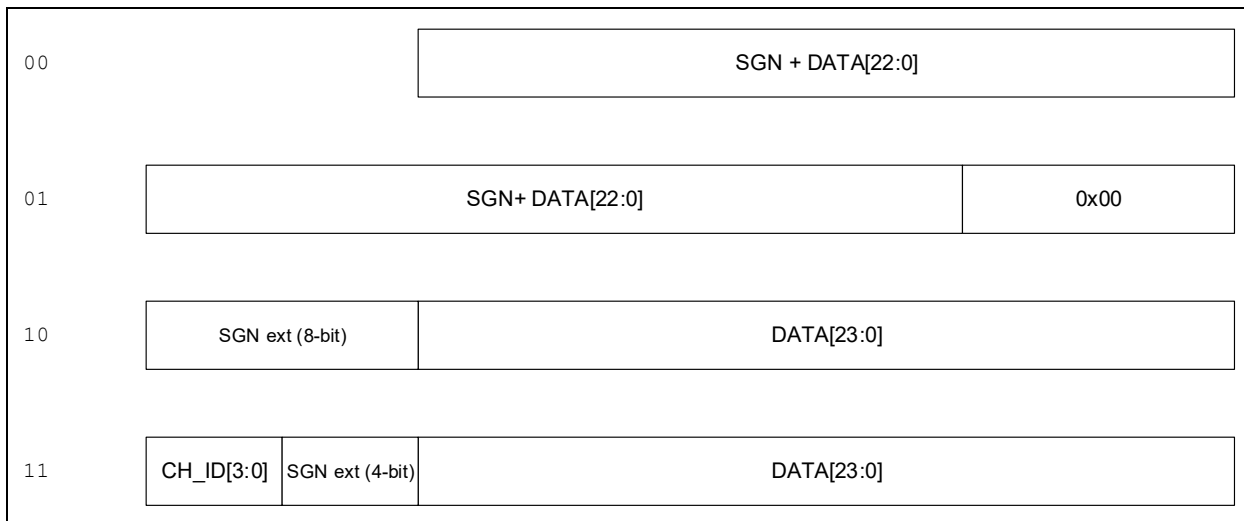 00 SGN + DATA[22:0]
01 SGN+ DATA[22:0] 0x00
10 SGN ext (8-bit) DATA[23:0]
11 CH_ID[3:0] SGN ext (4-bit) DATA[23:0]